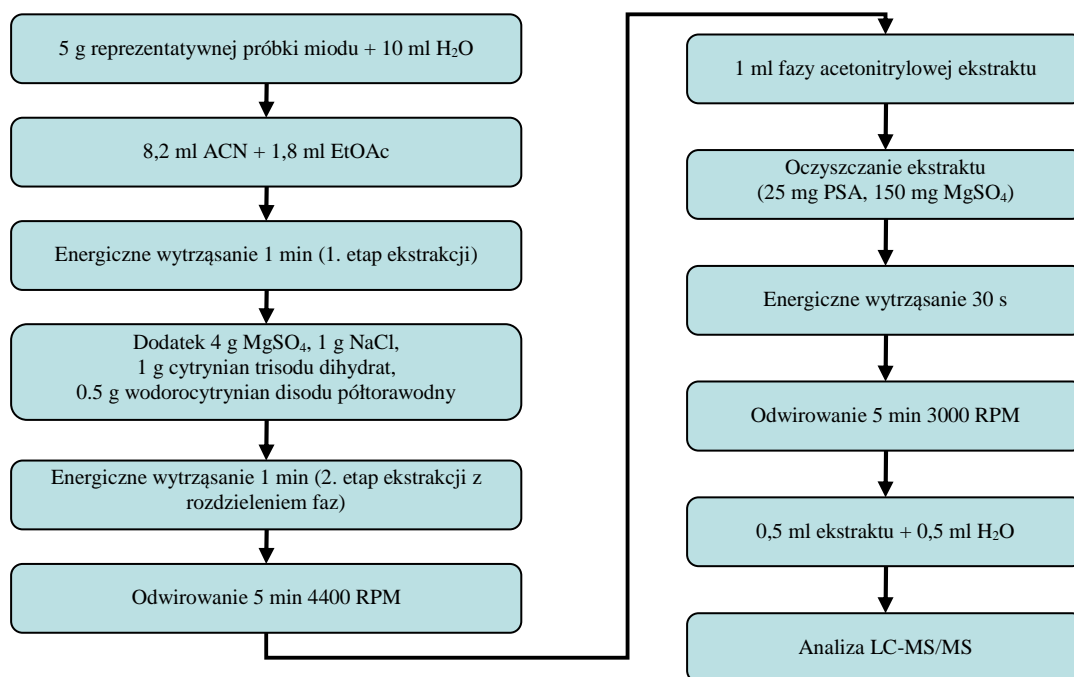 5 g reprezentatywnej próbki miodu + 10 ml H₂O
8,2 ml ACN + 1,8 ml EtOAc
Energiczne wytrząsanie 1 min (1. etap ekstrakcji)
Dodatek 4 g MgSO₄, 1 g NaCl,
1 g cytrynian trisodu dihydrat,
0.5 g wodorocytrynian disodu półtorawodny
Energiczne wytrząsanie 1 min (2. etap ekstrakcji z
rozdzieleniem faz)
Odwirowanie 5 min 4400 RPM
1 ml fazy acetonitrylowej ekstraktu
Oczyszczanie ekstraktu
(25 mg PSA, 150 mg MgSO₄)
Energiczne wytrząsanie 30 s
Odwirowanie 5 min 3000 RPM
0,5 ml ekstraktu + 0,5 ml H₂O
Analiza LC-MS/MS